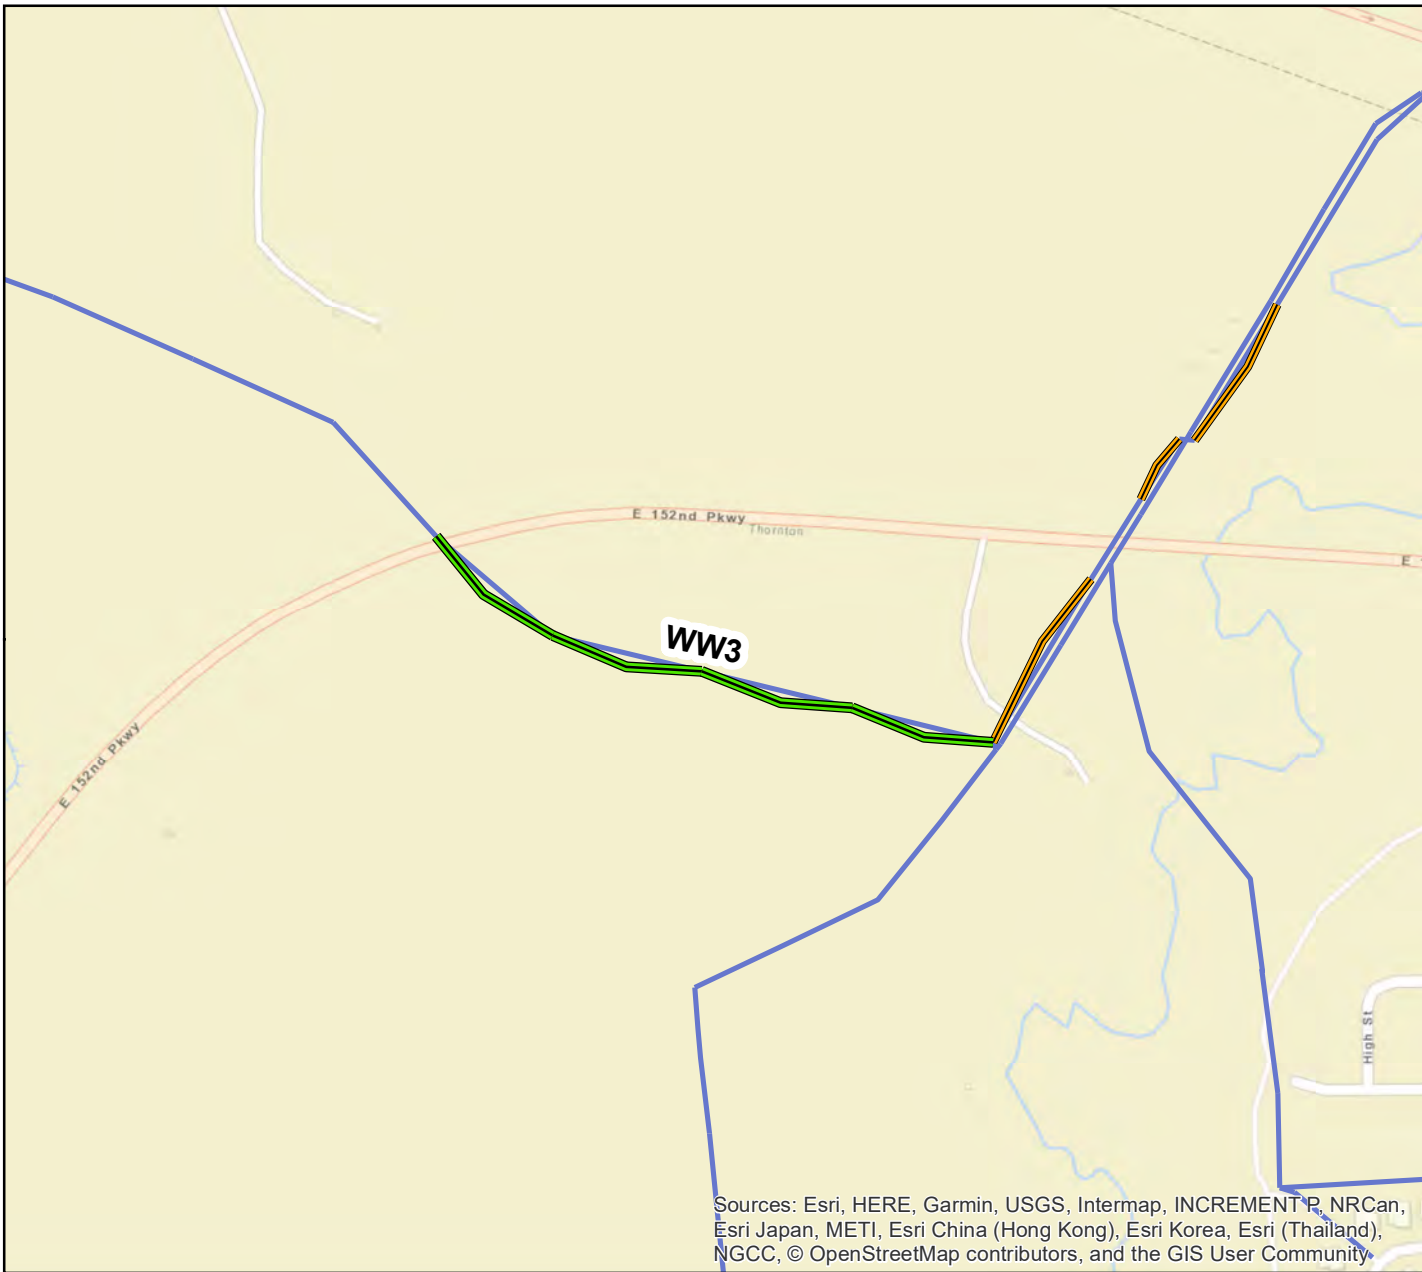 E 152nd Pkwy
Thornton
E
WW3
E 152nd Pkwy
High St
Sources: Esri, HERE, Garmin, USGS, Intermap, INCREMENT P, NRCan,
Esri Japan, METI, Esri China (Hong Kong), Esri Korea, Esri (Thailand),
NGCC, © OpenStreetMap contributors, and the GIS User Community